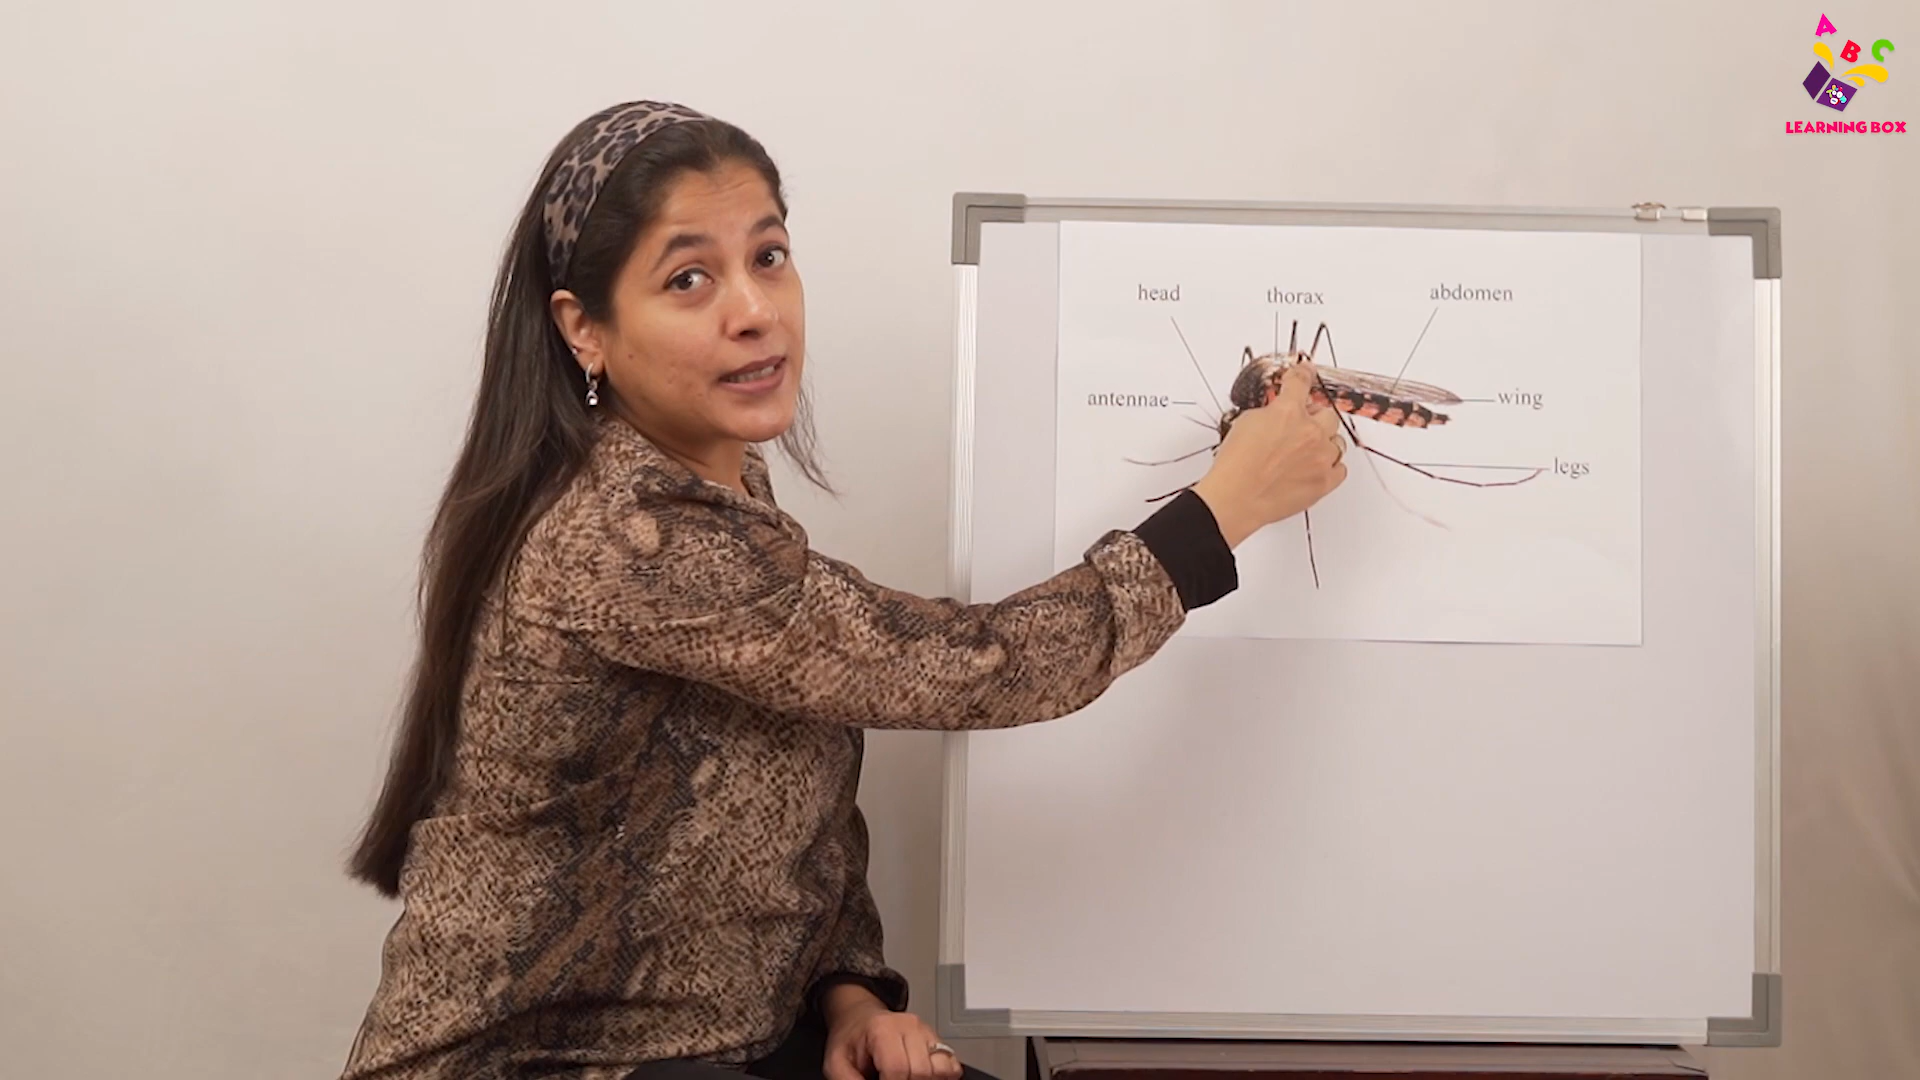 A B C
LEARNING BOX
head
thorax
abdomen
antennae
wing
legs